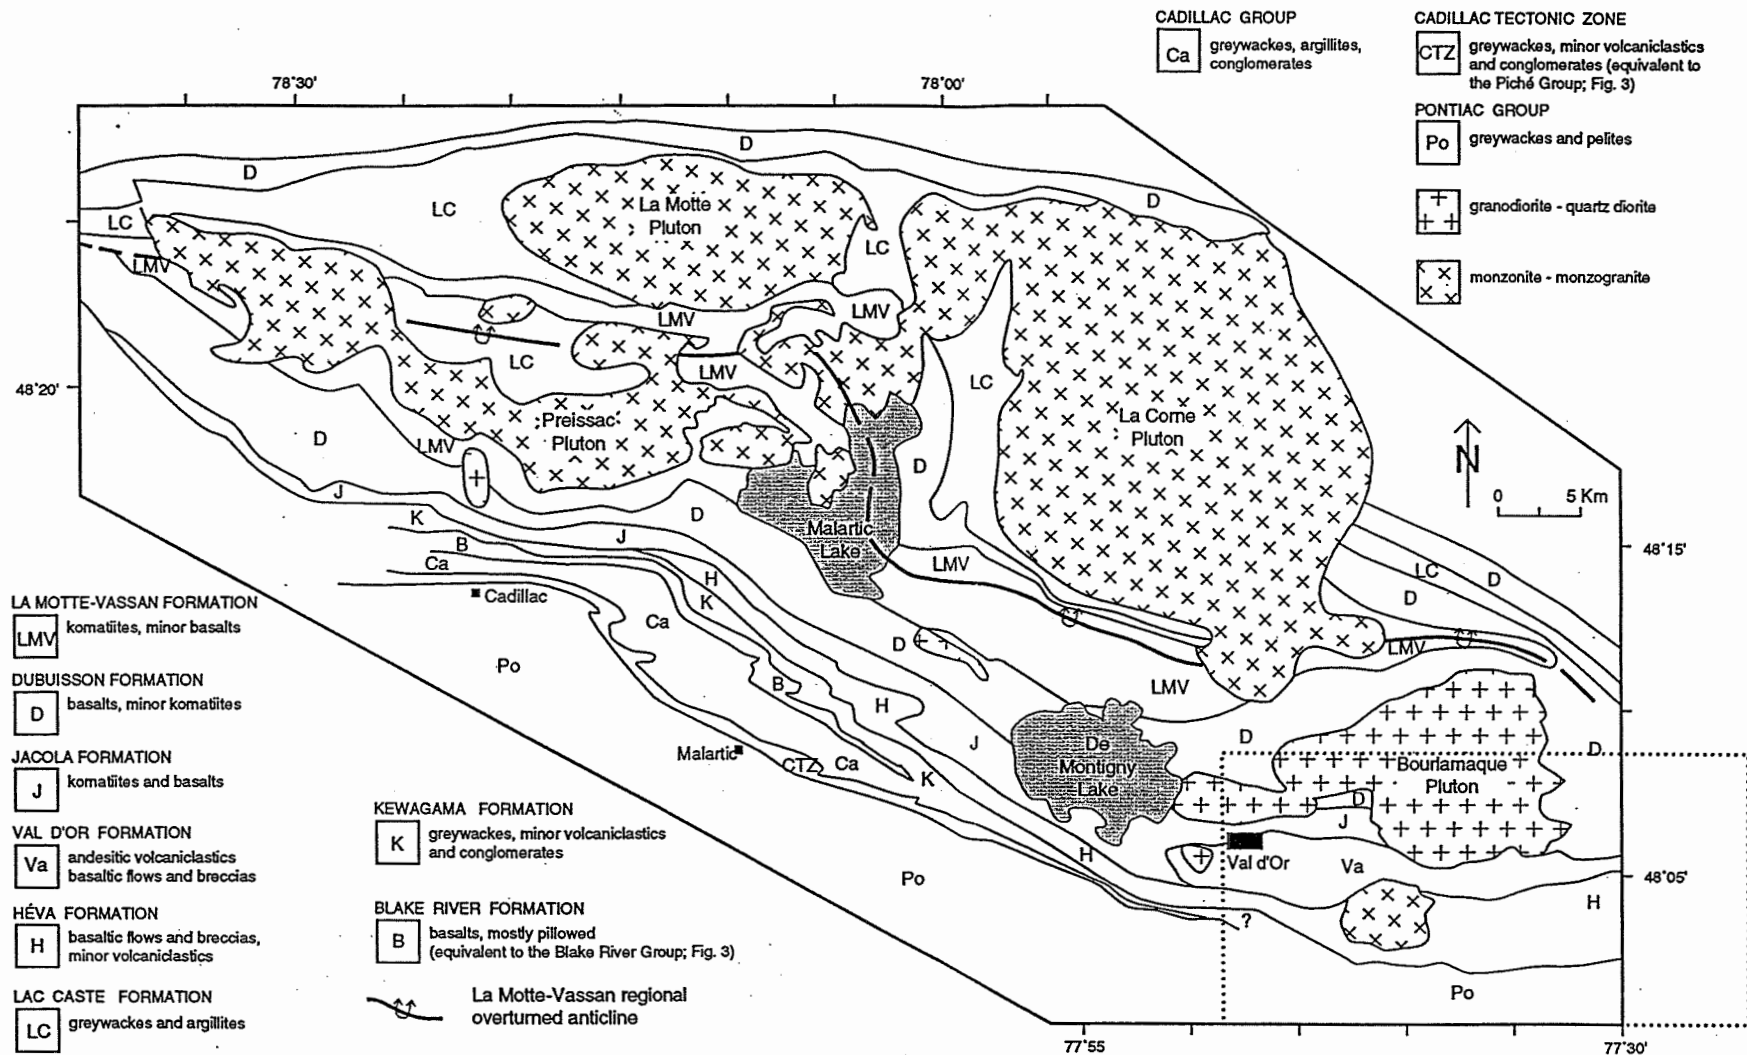 CADILLAC GROUP
Ca
greywackes, argillites,
conglomerates
CADILLAC TECTONIC ZONE
CTZ
greywackes, minor volcaniclastics
and conglomerates (equivalent to
the Piché Group; Fig. 3)
PONTIAC GROUP
Po
greywackes and pelites
granodiorite - quartz diorite
monzonite - monzogranite
78°30'
78°00'
D
D
D
LC
LC
La Motte
Pluton
LC
LMV
LMV
LMV
LC
LMV
48°20'
LC
La Corne
Pluton
Preissac
Pluton
D
LMV
D
N
0 5 Km
J
K
D
J
Malartic
Lake
B
Ca
H
K
LMV
48°15'
LC
D
D
Cadillac
Ca
D
LMV
Po
B
H
LMV
J
De
Montigny
Lake
D
D
Malartic
CTZ
Ca
K
Bourlamaque
Pluton
D
J
H
Val d'Or
Va
Po
48°05'
H
?
Po
77°55
77°30'
LA MOTTE-VASSAN FORMATION
LMV
komatiites, minor basalts
DUBUISSON FORMATION
D
basalts, minor komatiites
JACOLA FORMATION
J
komatiites and basalts
VAL D'OR FORMATION
Va
andesitic volcaniclastics
basaltic flows and breccias
HÉVA FORMATION
H
basaltic flows and breccias,
minor volcaniclastics
LAC CASTE FORMATION
LC
greywackes and argillites
KEWAGAMA FORMATION
K
greywackes, minor volcaniclastics
and conglomerates
BLAKE RIVER FORMATION
B
basalts, mostly pillowed
(equivalent to the Blake River Group; Fig. 3)
La Motte-Vassan regional
overturned anticline